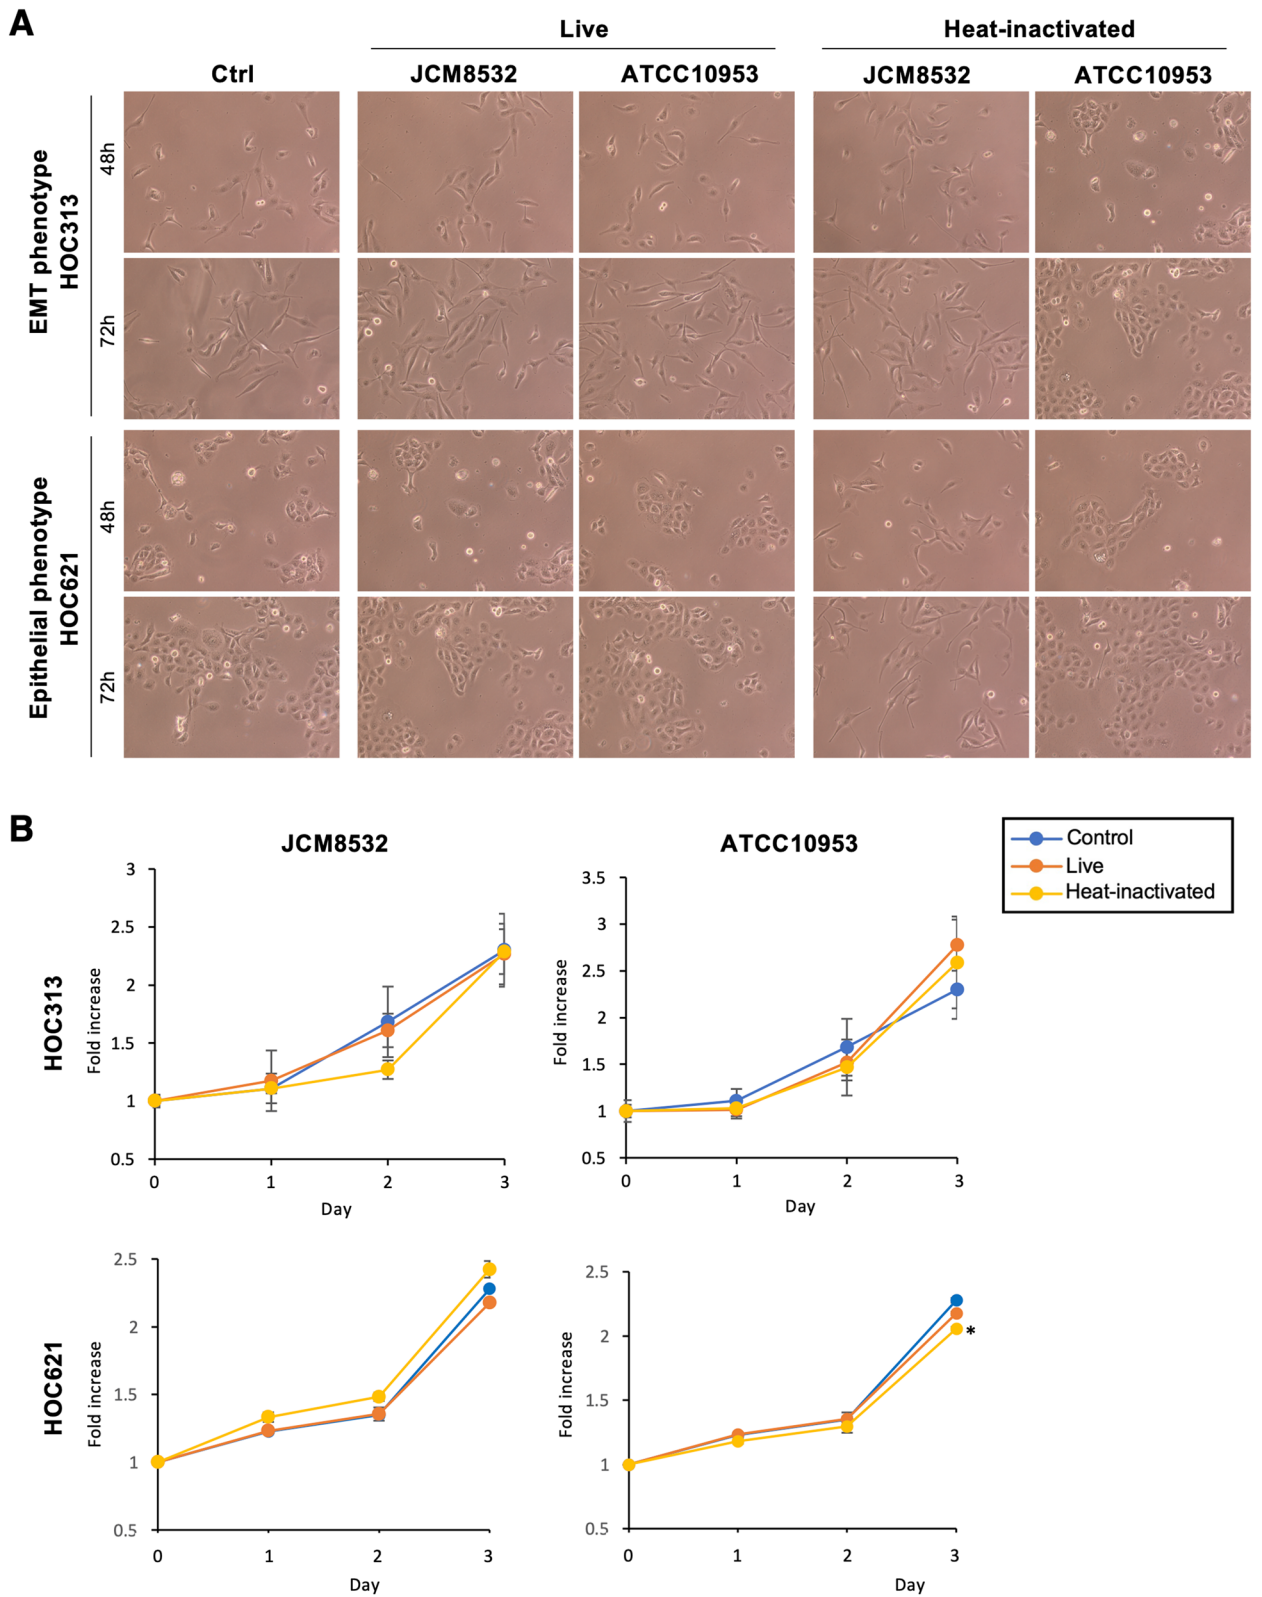 A
Live
Heat-inactivated
Ctrl
JCM8532
ATCC10953
JCM8532
ATCC10953
EMT phenotype
HOC313
48h
72h
Epithelial phenotype
HOC621
48h
72h
B
JCM8532
ATCC10953
Control
Live
Heat-inactivated
HOC313
Fold increase
3
2.5
2
1.5
1
0.5
0
1
2
3
Day
Fold increase
3.5
3
2.5
2
1.5
1
0.5
0
1
2
3
Day
HOC621
Fold increase
2.5
2
1.5
1
0.5
0
1
2
3
Day
Fold increase
2.5
2
1.5
1
0.5
*
0
1
2
3
Day